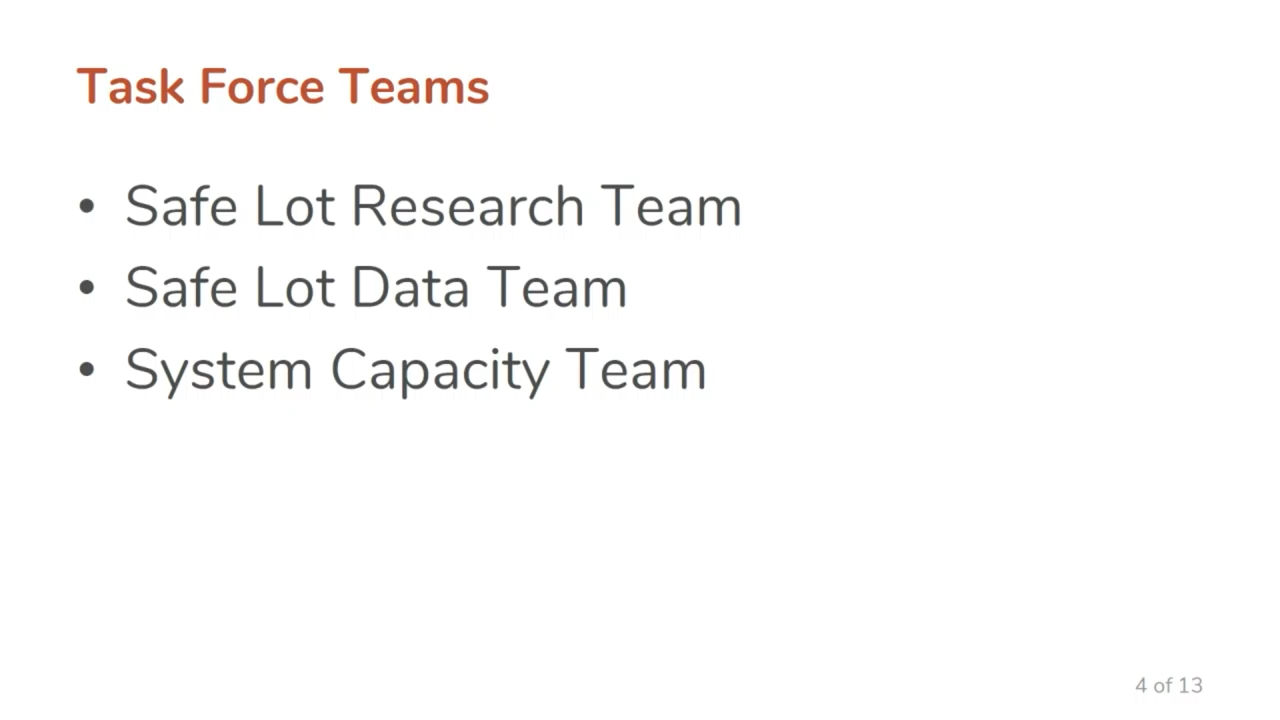 Task Force Teams
• Safe Lot Research Team
• Safe Lot Data Team
• System Capacity Team
4 of 13